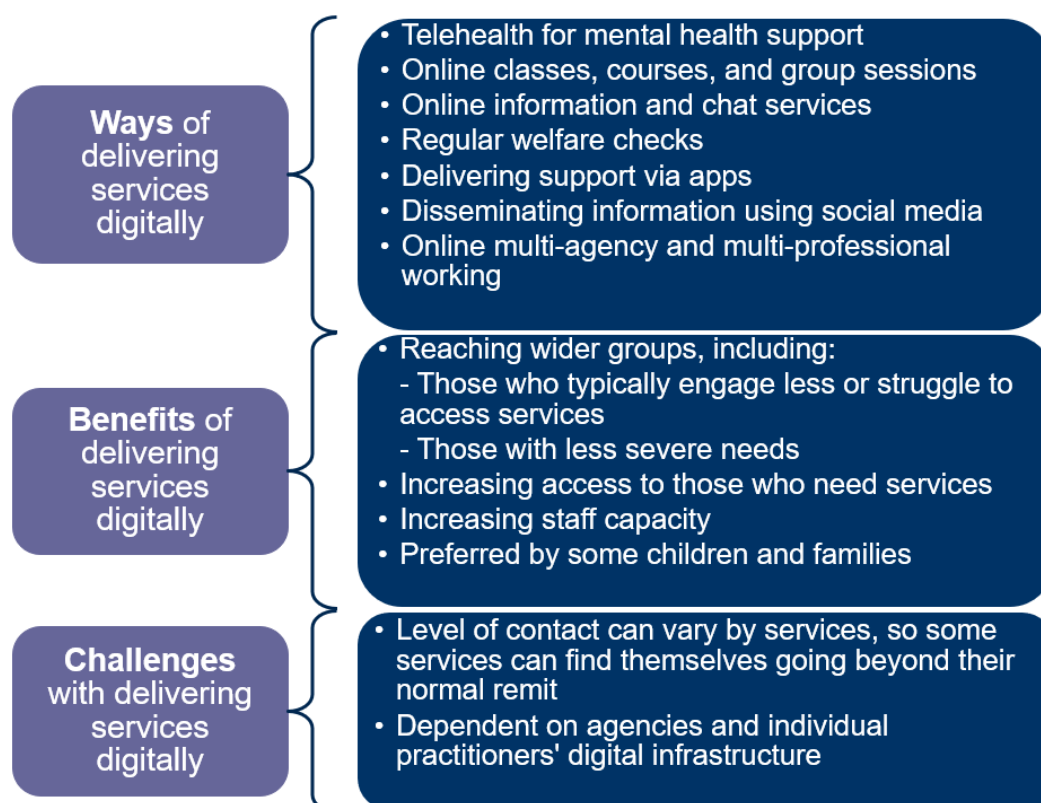 Ways of
delivering
services
digitally
• Telehealth for mental health support
• Online classes, courses, and group sessions
• Online information and chat services
• Regular welfare checks
• Delivering support via apps
• Disseminating information using social media
• Online multi-agency and multi-professional
working
Benefits of
delivering
services
digitally
• Reaching wider groups, including:
- Those who typically engage less or struggle to
access services
- Those with less severe needs
• Increasing access to those who need services
• Increasing staff capacity
• Preferred by some children and families
Challenges
with delivering
services
digitally
• Level of contact can vary by services, so some
services can find themselves going beyond their
normal remit
• Dependent on agencies and individual
practitioners' digital infrastructure